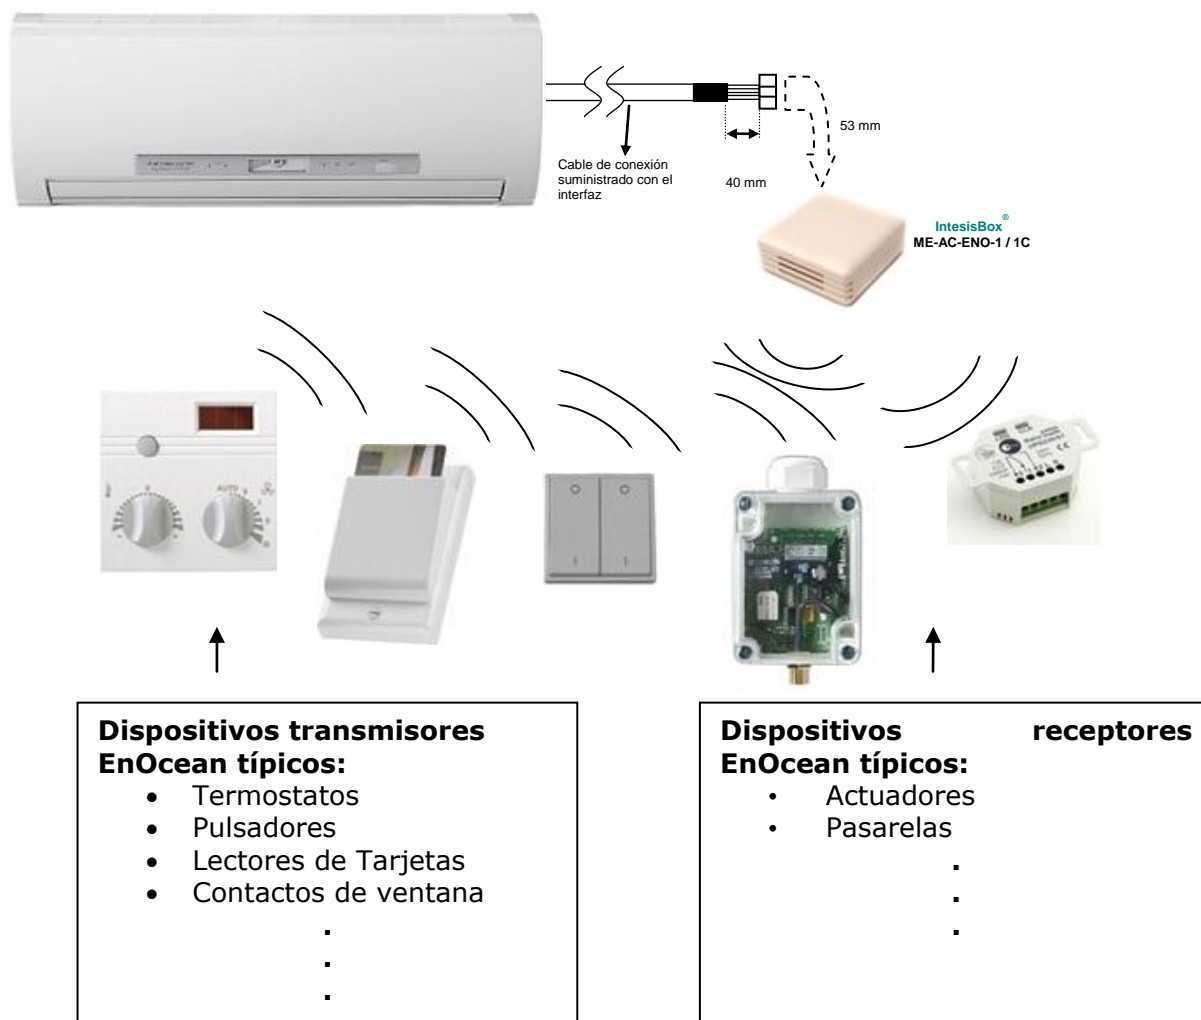 Cable de conexión
suministrado con el
interfaz
53 mm
40 mm
IntesisBox®
ME-AC-ENO-1 / 1C
AUTO
Dispositivos transmisores
EnOcean típicos:
• Termostatos
• Pulsadores
• Lectores de Tarjetas
• Contactos de ventana
.
.
.
Dispositivos receptores
EnOcean típicos:
• Actuadores
• Pasarelas
.
.
.